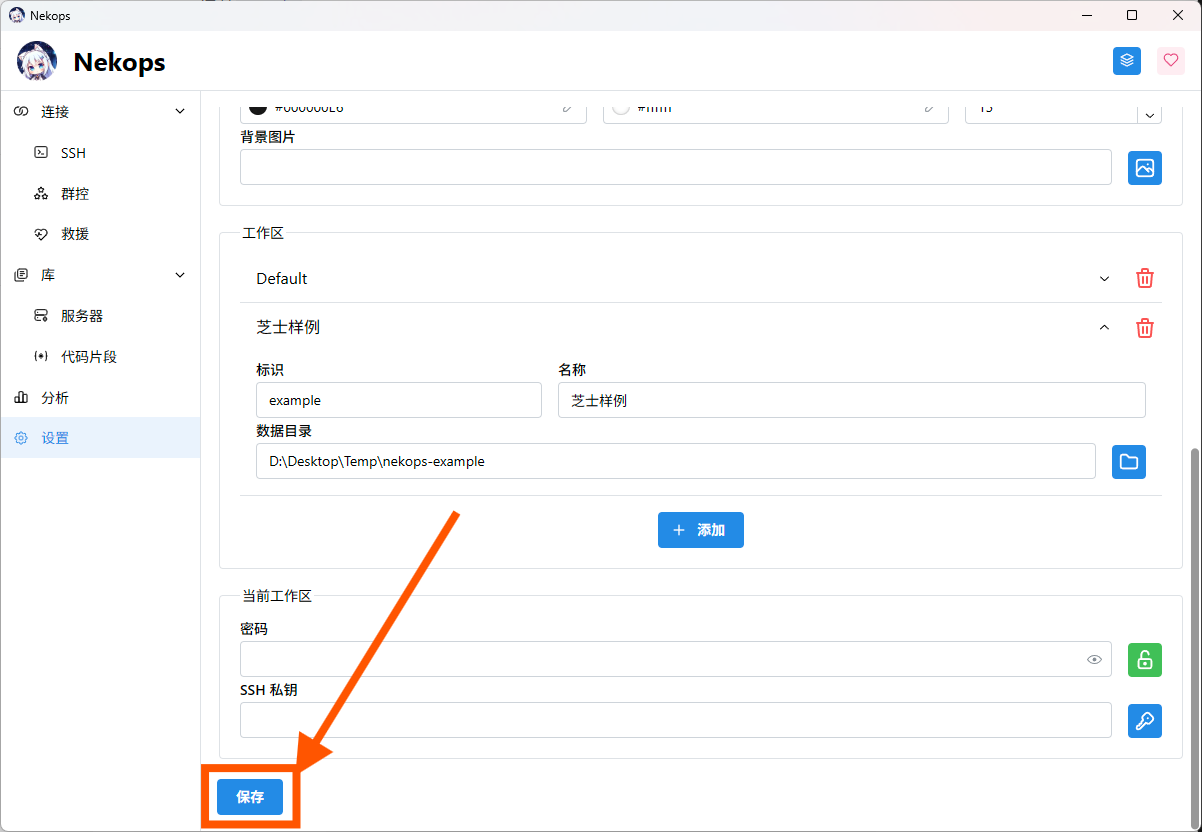 Nekops
Nekops
连接
SSH
群控
救援
库
服务器
代码片段
分析
设置
背景图片
工作区
Default
芝士样例
标识
名称
example
芝士样例
数据目录
D:\Desktop\Temp\nekops-example
添加
当前工作区
密码
SSH 私钥
保存